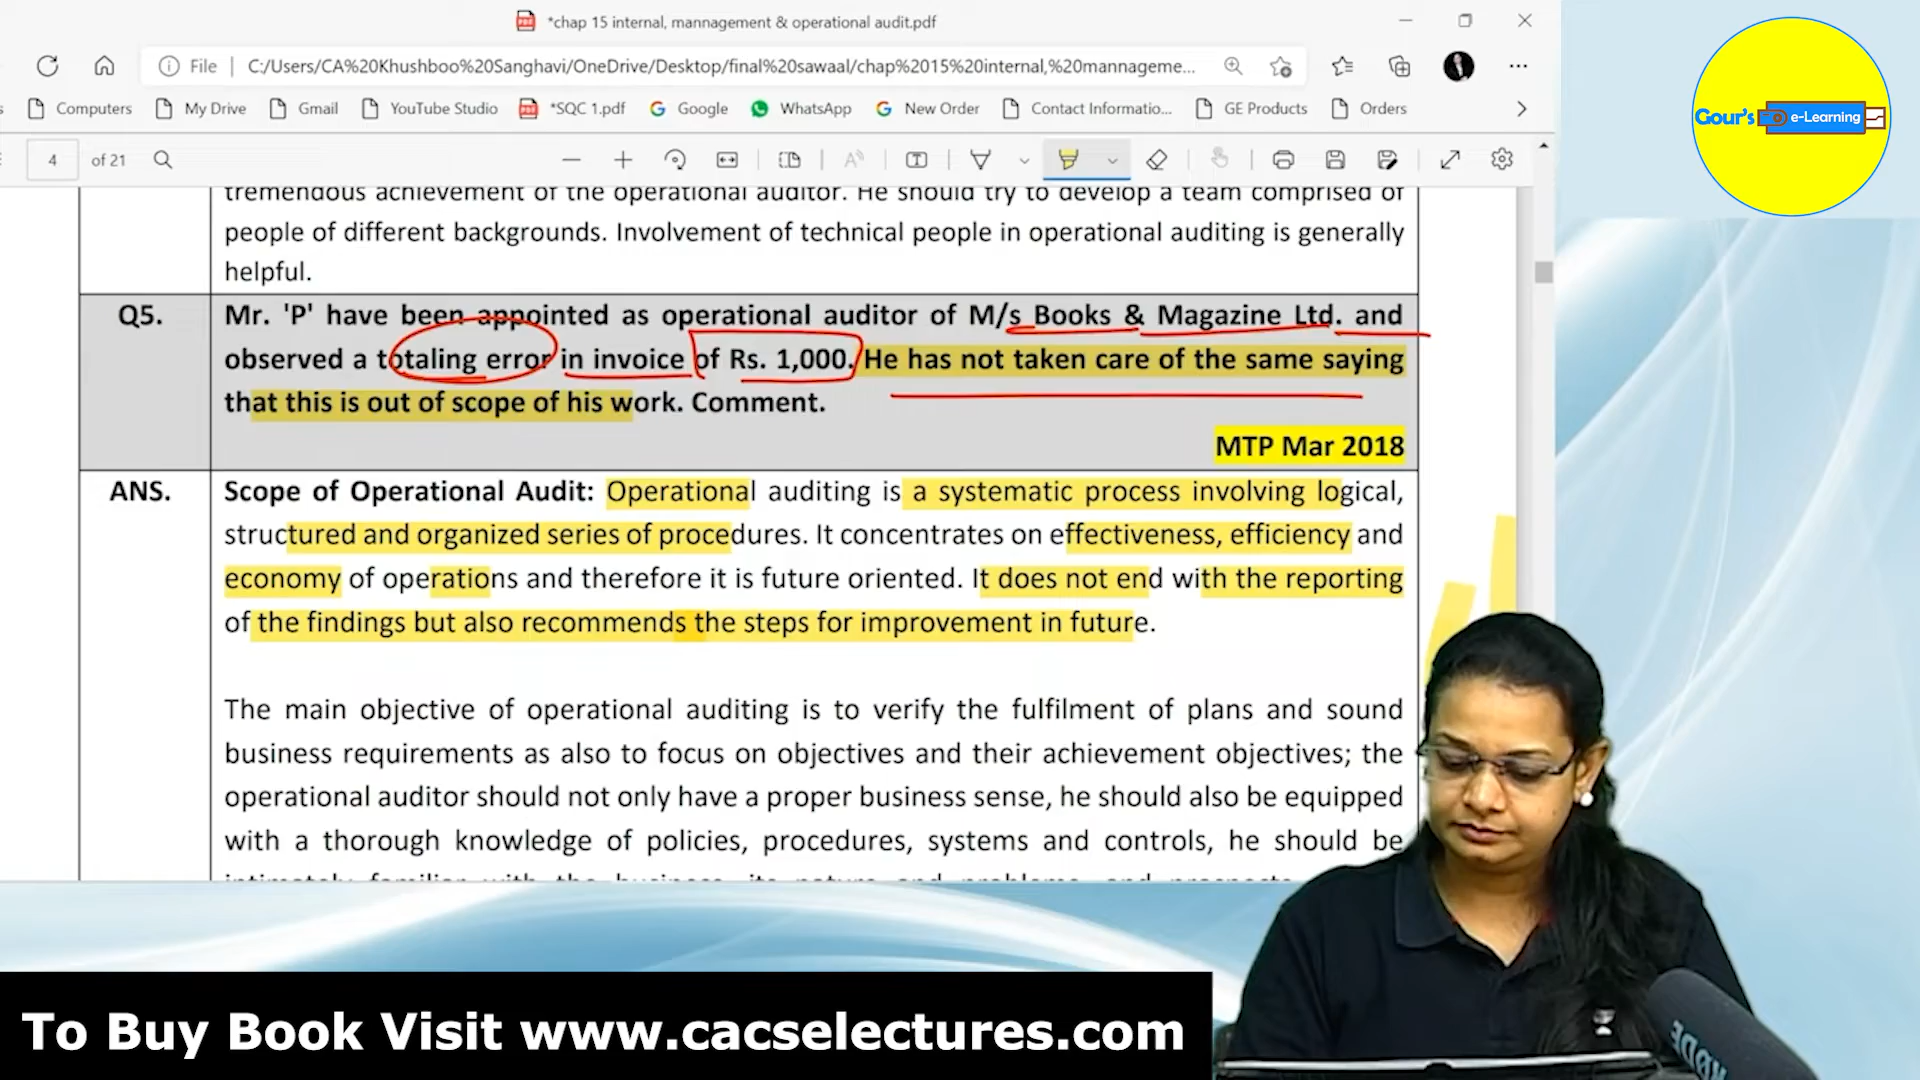 *chap 15 internal, mannagement & operational audit.pdf
File | C:/Users/CA%20Khushboo%20Sanghavi/OneDrive/Desktop/final%20sawaal/chap%2015%20internal,%20mannageme...
Computers My Drive Gmail YouTube Studio *SQC 1.pdf Google WhatsApp New Order Contact Informatio... GE Products Orders
4 of 21
Gour's e-Learning
tremendous achievement of the operational auditor. He should try to develop a team comprised of
people of different backgrounds. Involvement of technical people in operational auditing is generally
helpful.
Q5. Mr. 'P' have been appointed as operational auditor of M/s Books & Magazine Ltd. and
observed a totaling error in invoice of Rs. 1,000. He has not taken care of the same saying
that this is out of scope of his work. Comment.
MTP Mar 2018
ANS. Scope of Operational Audit: Operational auditing is a systematic process involving logical,
structured and organized series of procedures. It concentrates on effectiveness, efficiency and
economy of operations and therefore it is future oriented. It does not end with the reporting
of the findings but also recommends the steps for improvement in future.
The main objective of operational auditing is to verify the fulfilment of plans and sound
business requirements as also to focus on objectives and their achievement objectives; the
operational auditor should not only have a proper business sense, he should also be equipped
with a thorough knowledge of policies, procedures, systems and controls, he should be
To Buy Book Visit www.cacselectures.com